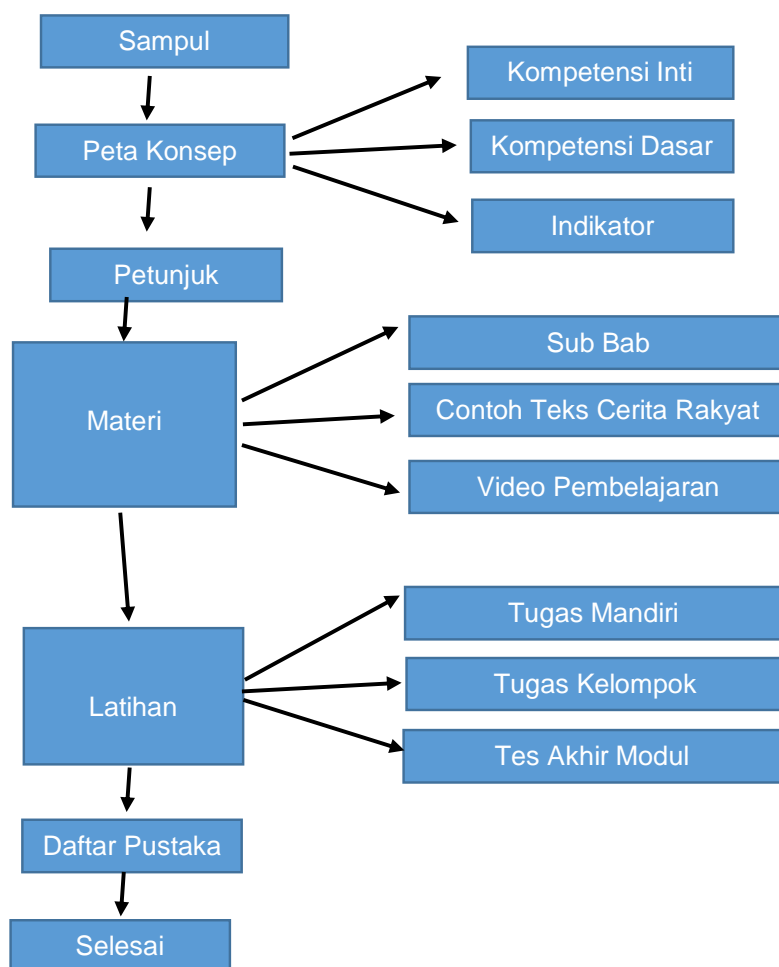 Sampul
Kompetensi Inti
Peta Konsep
Kompetensi Dasar
Indikator
Petunjuk
Materi
Sub Bab
Contoh Teks Cerita Rakyat
Video Pembelajaran
Latihan
Tugas Mandiri
Tugas Kelompok
Tes Akhir Modul
Daftar Pustaka
Selesai